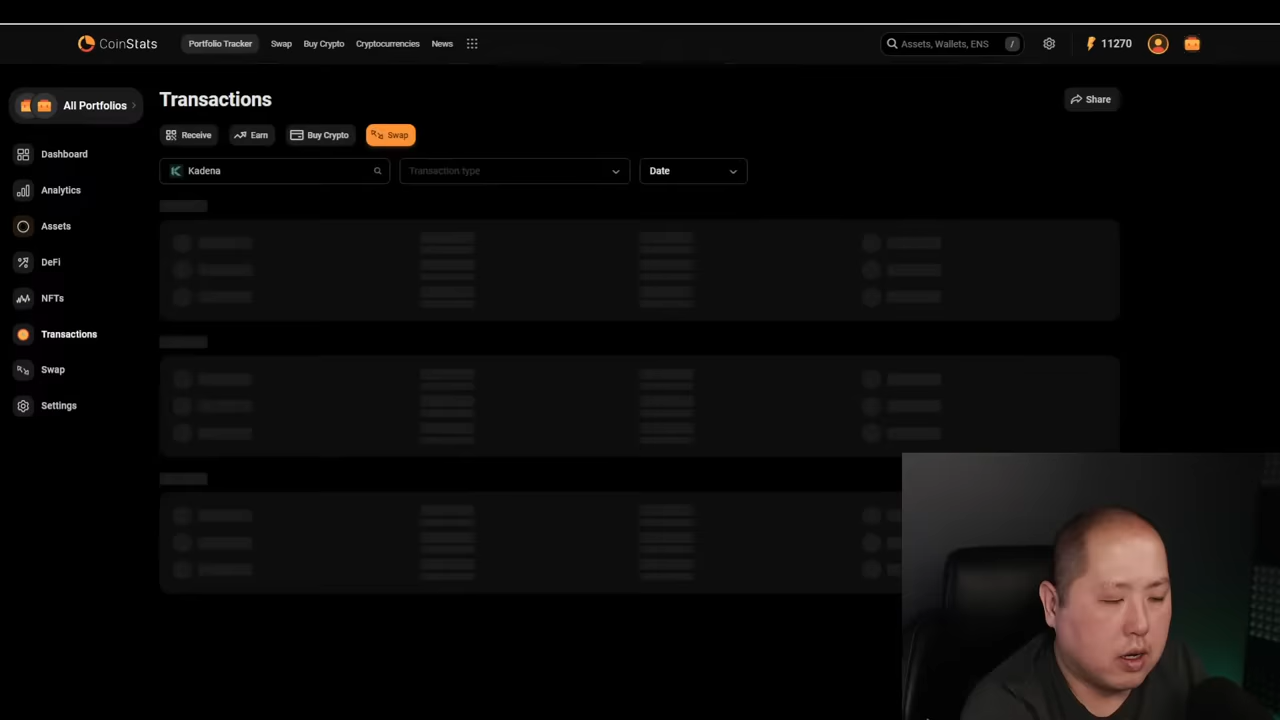 CoinStats Portfolio Tracker Swap Buy Crypto Cryptocurrencies News Assets, Wallets, ENS / 11270
All Portfolios
Transactions
Share
Receive Earn Buy Crypto Swap
Kadena Transaction type Date
Dashboard
Analytics
Assets
DeFi
NFTs
Transactions
Swap
Settings